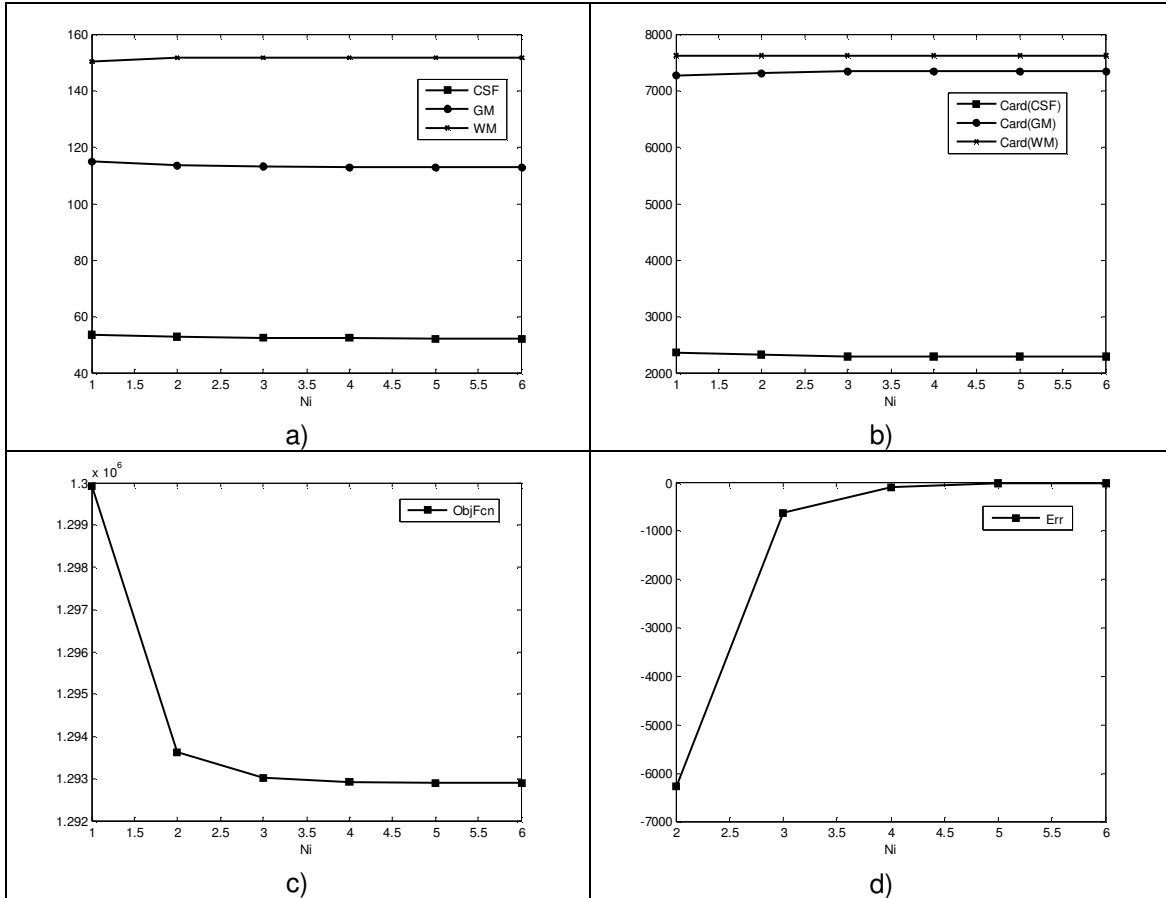 160
140
120
100
80
60
40
CSF
GM
WM
1 1.5 2 2.5 3 3.5 4 4.5 5 5.5 6
Ni
a)
8000
7000
6000
5000
4000
3000
2000
Card(CSF)
Card(GM)
Card(WM)
1 1.5 2 2.5 3 3.5 4 4.5 5 5.5 6
Ni
b)
x 10^6
1.3
1.299
1.298
1.297
1.296
1.295
1.294
1.293
1.292
ObjFcn
1 1.5 2 2.5 3 3.5 4 4.5 5 5.5 6
Ni
c)
0
-1000
-2000
-3000
-4000
-5000
-6000
-7000
Err
2 2.5 3 3.5 4 4.5 5 5.5 6
Ni
d)